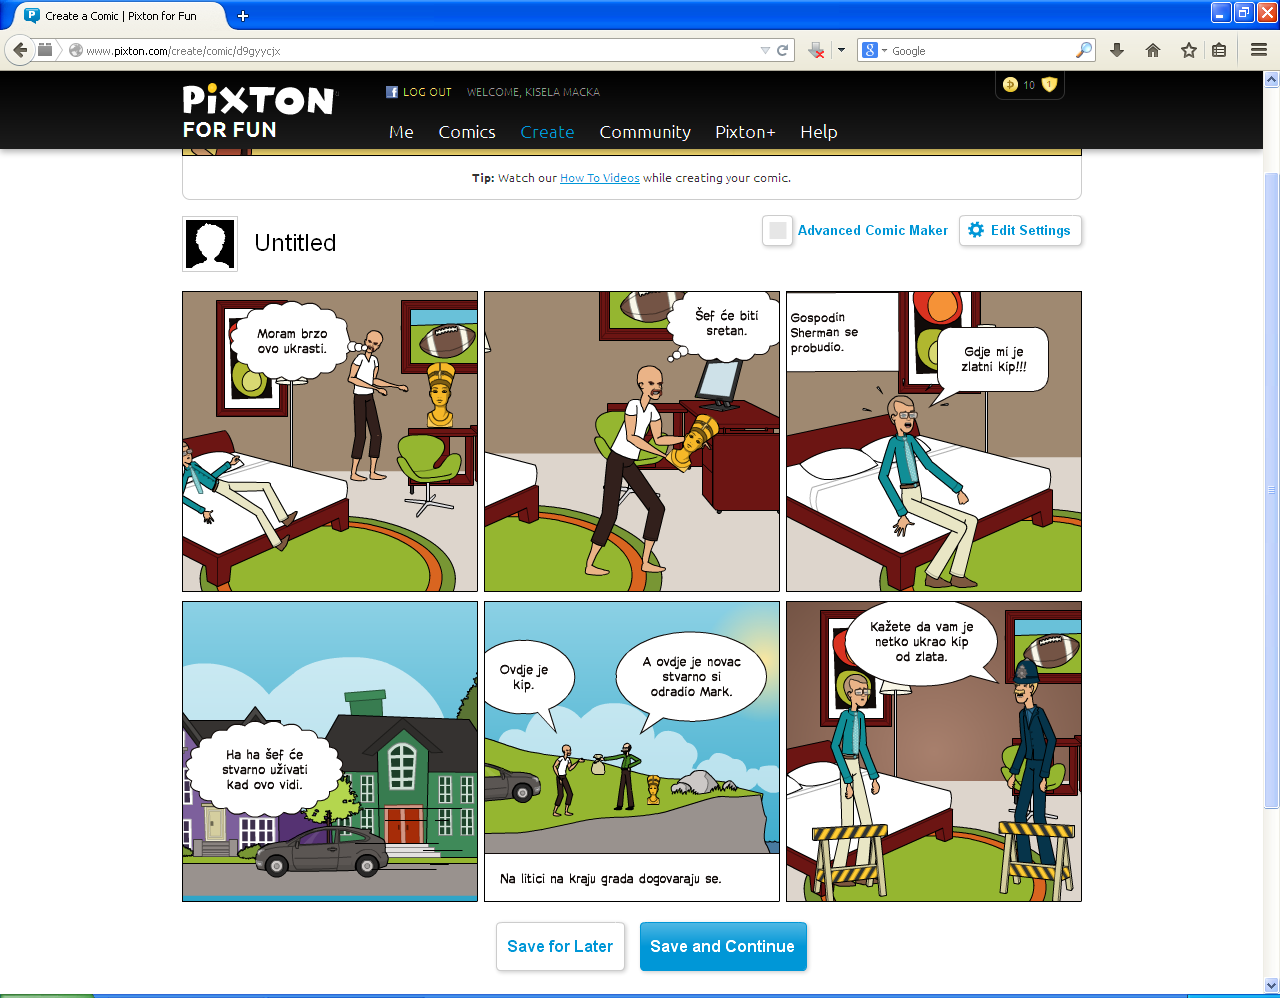 Create a Comic | Pixton for Fun
www.pixton.com/create/comic/d9gyycjx
Google
PiXTON
FOR FUN
LOG OUT
WELCOME, KISELA MACKA
10
1
Me Comics Create Community Pixton+ Help
Tip: Watch our How To Videos while creating your comic.
Untitled
Advanced Comic Maker
Edit Settings
Moram brzo
ovo ukrasti.
Šef će biti
sretan.
Gospodin
Sherman se
probudio.
Gdje mi je
zlatni kip!!!
Ha ha šef će
stvarno uživati
kad ovo vidi.
Ovdje je
kip.
A ovdje je novac
stvarno si
odradio Mark.
Na litici na kraju grada dogovaraju se.
Kažete da vam je
netko ukrao kip
od zlata.
Save for Later
Save and Continue